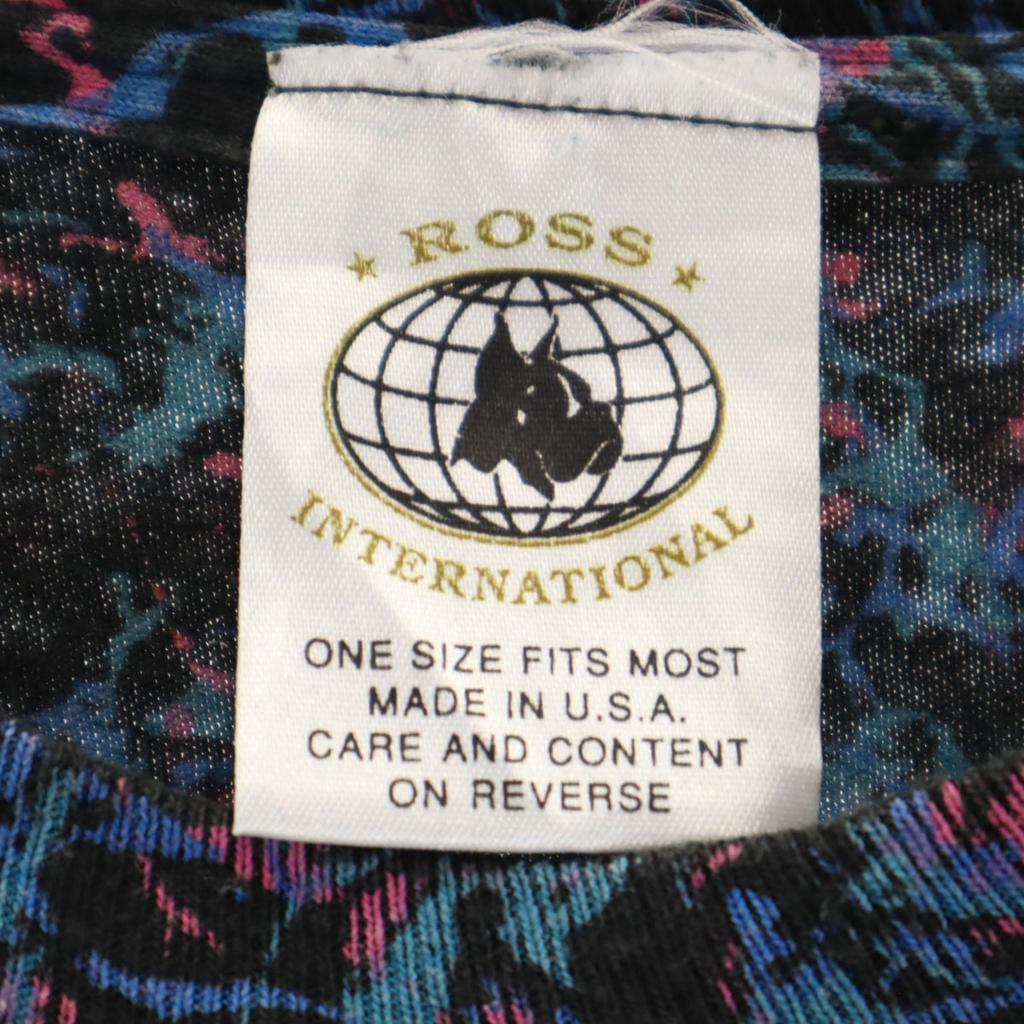 ROSS
INTERNATIONAL
ONE SIZE FITS MOST
MADE IN U.S.A.
CARE AND CONTENT
ON REVERSE